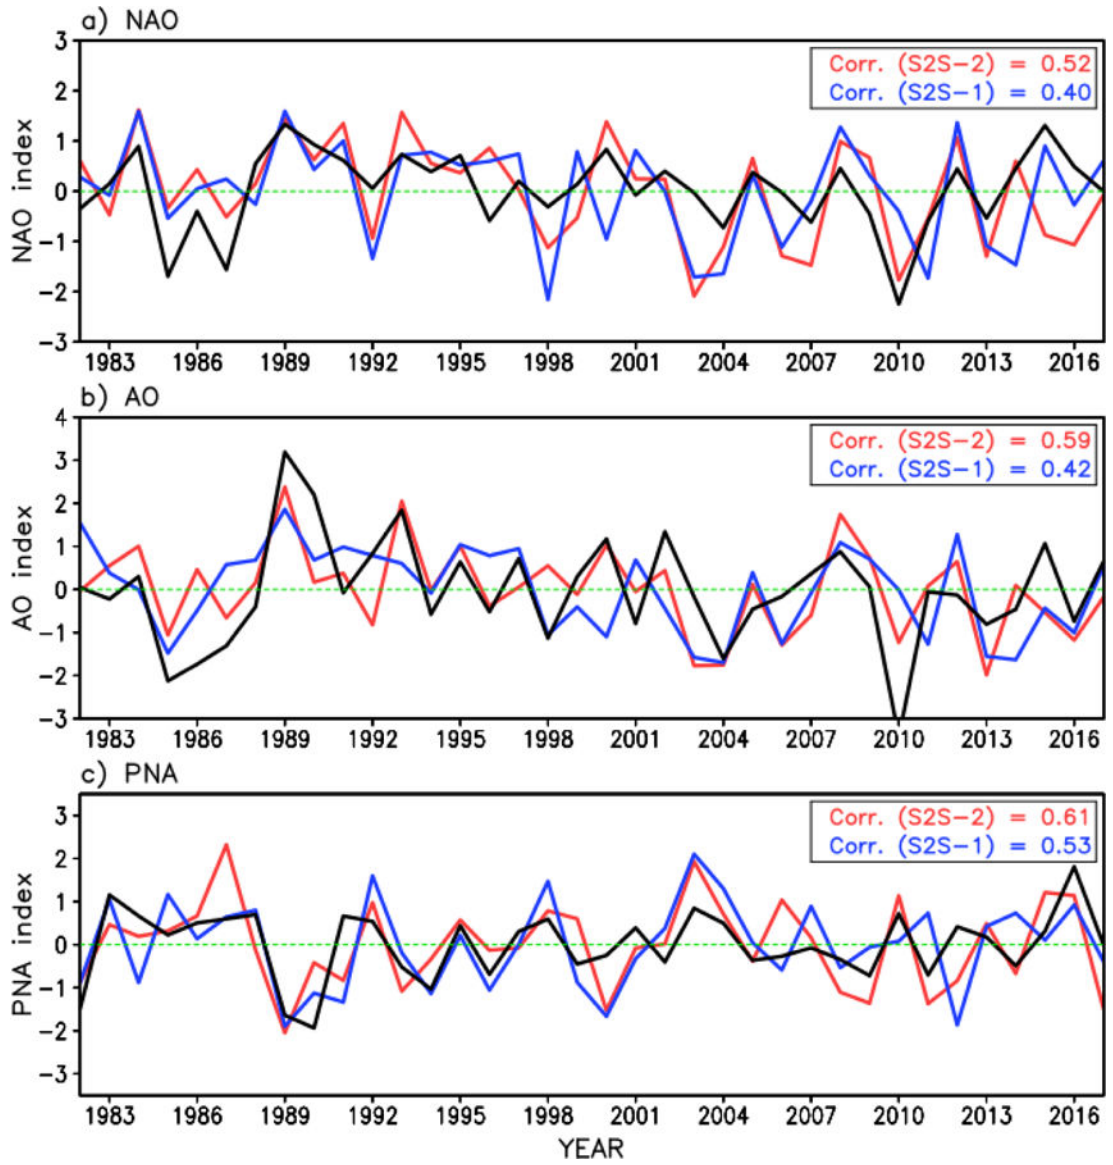 a) NAO
3
2
1
0
−1
−2
−3
NAO index
Corr. (S2S−2) = 0.52
Corr. (S2S−1) = 0.40
1983 1986 1989 1992 1995 1998 2001 2004 2007 2010 2013 2016
b) AO
4
3
2
1
0
−1
−2
−3
AO index
Corr. (S2S−2) = 0.59
Corr. (S2S−1) = 0.42
1983 1986 1989 1992 1995 1998 2001 2004 2007 2010 2013 2016
c) PNA
3
2
1
0
−1
−2
−3
PNA index
Corr. (S2S−2) = 0.61
Corr. (S2S−1) = 0.53
1983 1986 1989 1992 1995 1998 2001 2004 2007 2010 2013 2016
YEAR